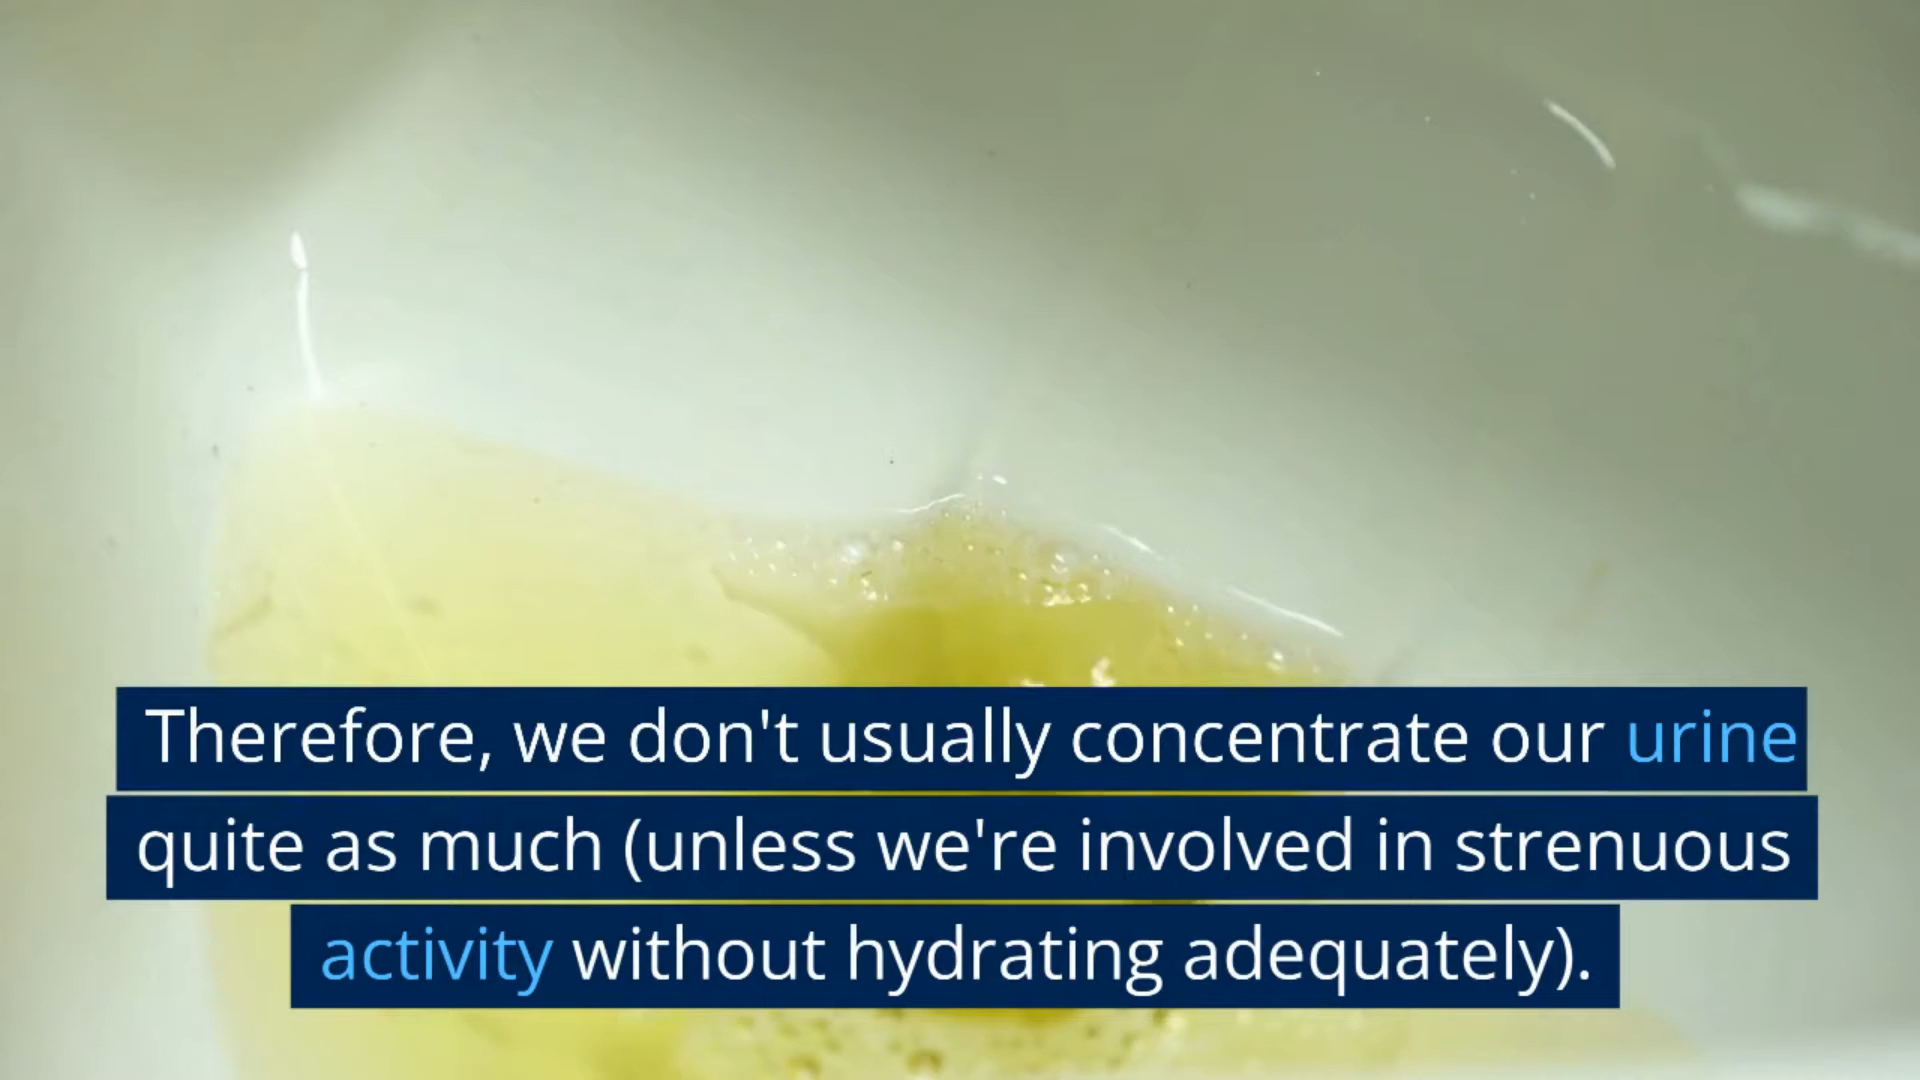 Therefore, we don't usually concentrate our urine
quite as much (unless we're involved in strenuous
activity without hydrating adequately).